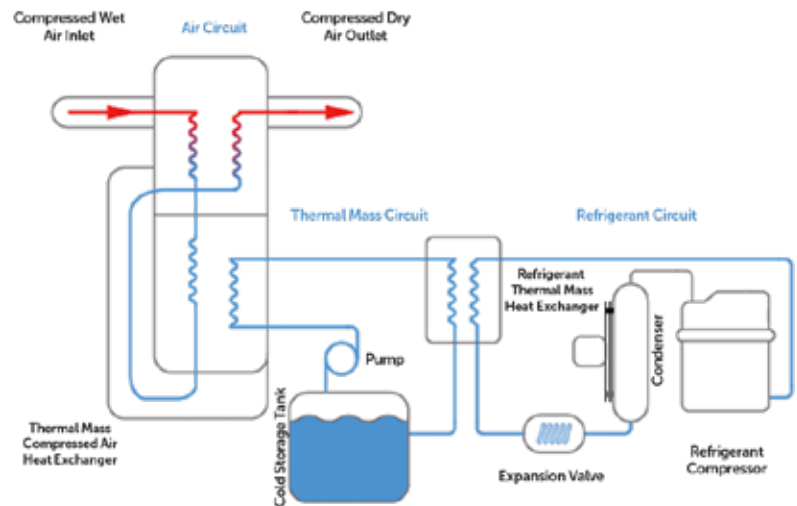 Compressed Wet
Air Inlet
Air Circuit
Compressed Dry
Air Outlet
Thermal Mass Circuit
Refrigerant Circuit
Refrigerant
Thermal Mass
Heat Exchanger
Condenser
Pump
Cold Storage Tank
Thermal Mass
Compressed Air
Heat Exchanger
Expansion Valve
Refrigerant
Compressor